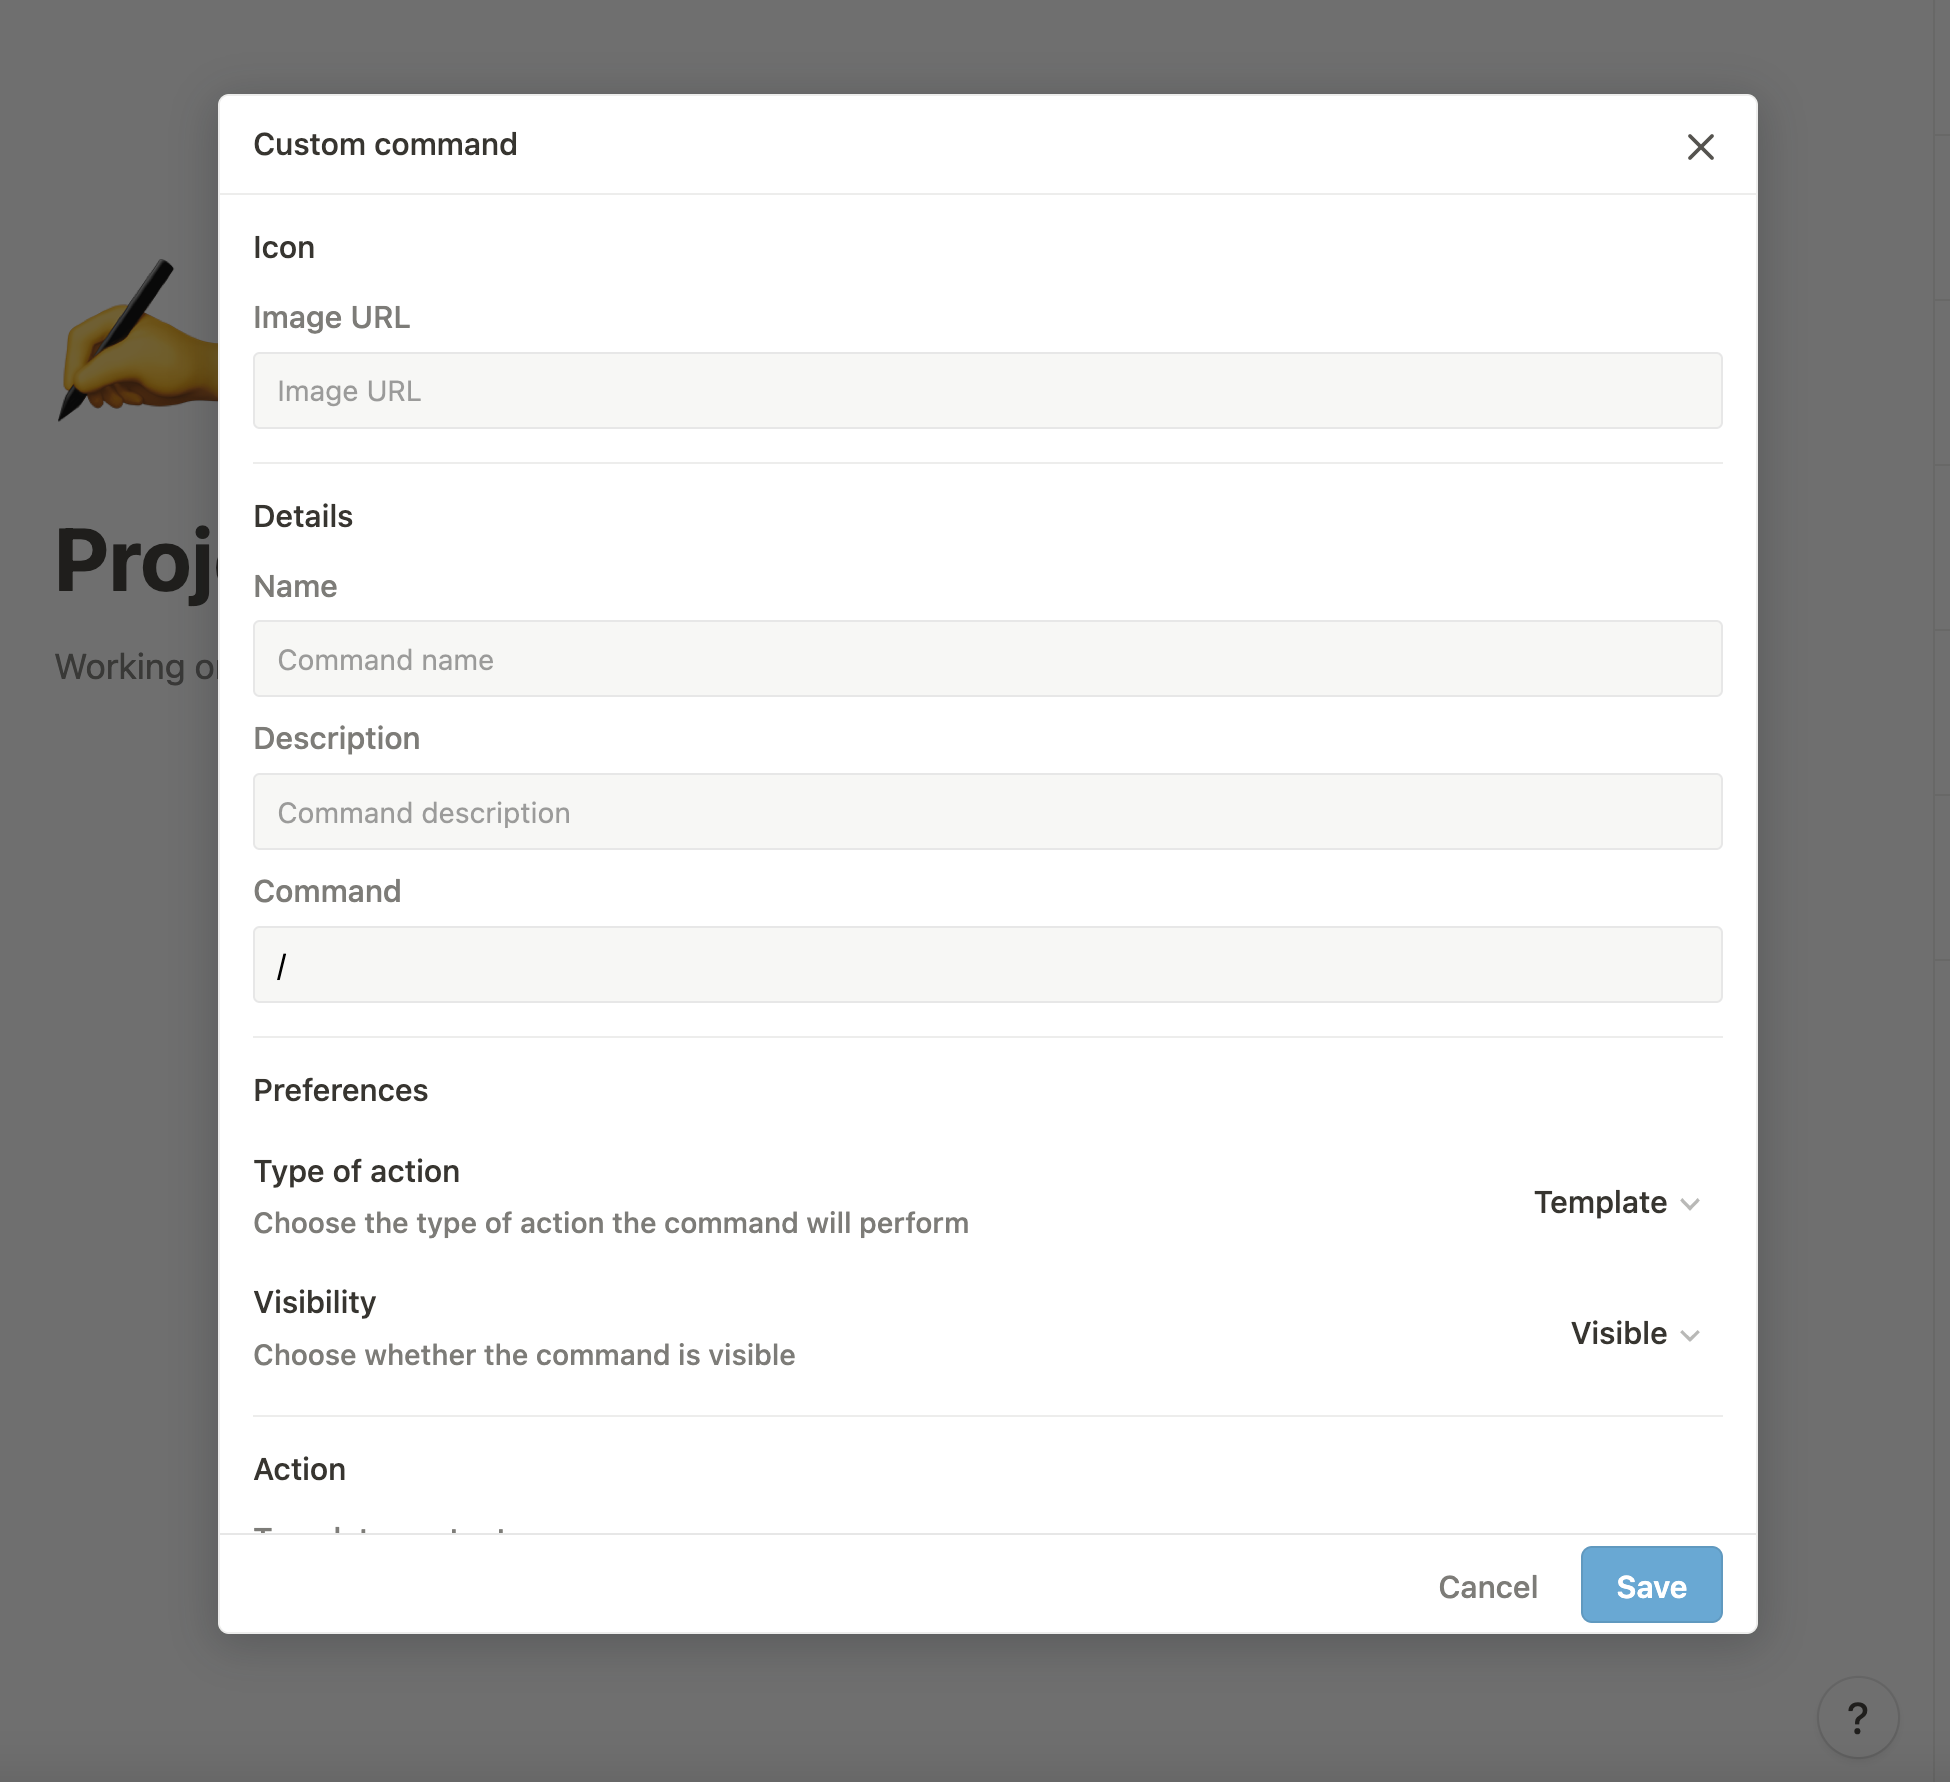 Custom command
Icon
Image URL
Image URL
Details
Name
Command name
Description
Command description
Command
/
Preferences
Type of action
Choose the type of action the command will perform
Template
Visibility
Choose whether the command is visible
Visible
Action
Cancel
Save
Working
?